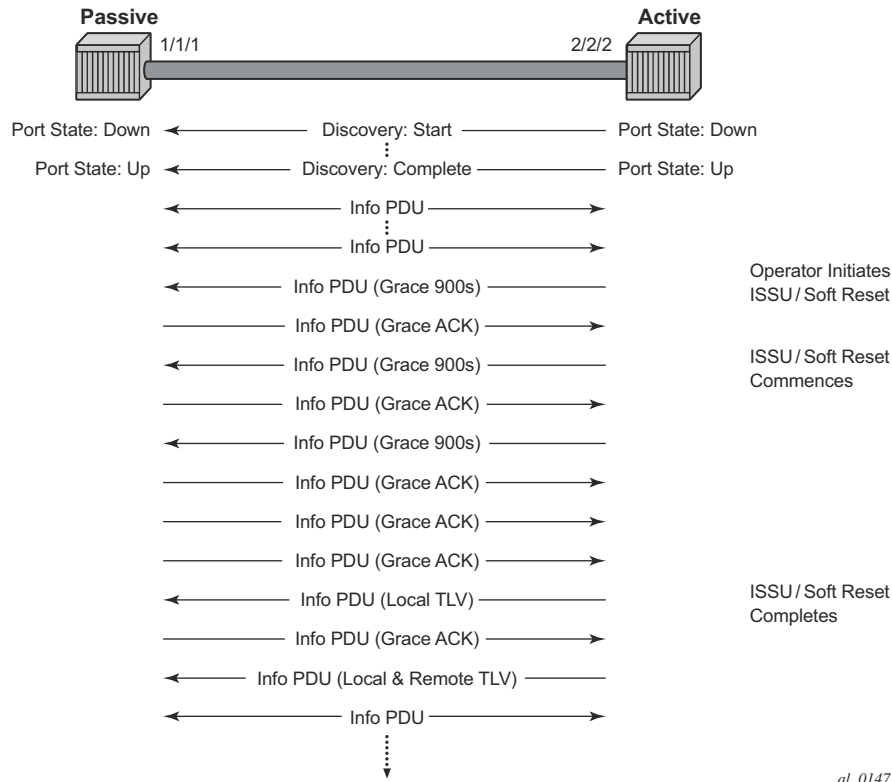 Passive
Active
1/1/1
2/2/2
Port State: Down
Discovery: Start
Port State: Down
Port State: Up
Discovery: Complete
Port State: Up
Info PDU
Info PDU
Operator Initiates
ISSU/Soft Reset
Info PDU (Grace 900s)
Info PDU (Grace ACK)
ISSU/Soft Reset
Commences
Info PDU (Grace 900s)
Info PDU (Grace ACK)
Info PDU (Grace 900s)
Info PDU (Grace ACK)
Info PDU (Grace ACK)
Info PDU (Grace ACK)
ISSU/Soft Reset
Completes
Info PDU (Local TLV)
Info PDU (Grace ACK)
Info PDU (Local & Remote TLV)
Info PDU
al_0147